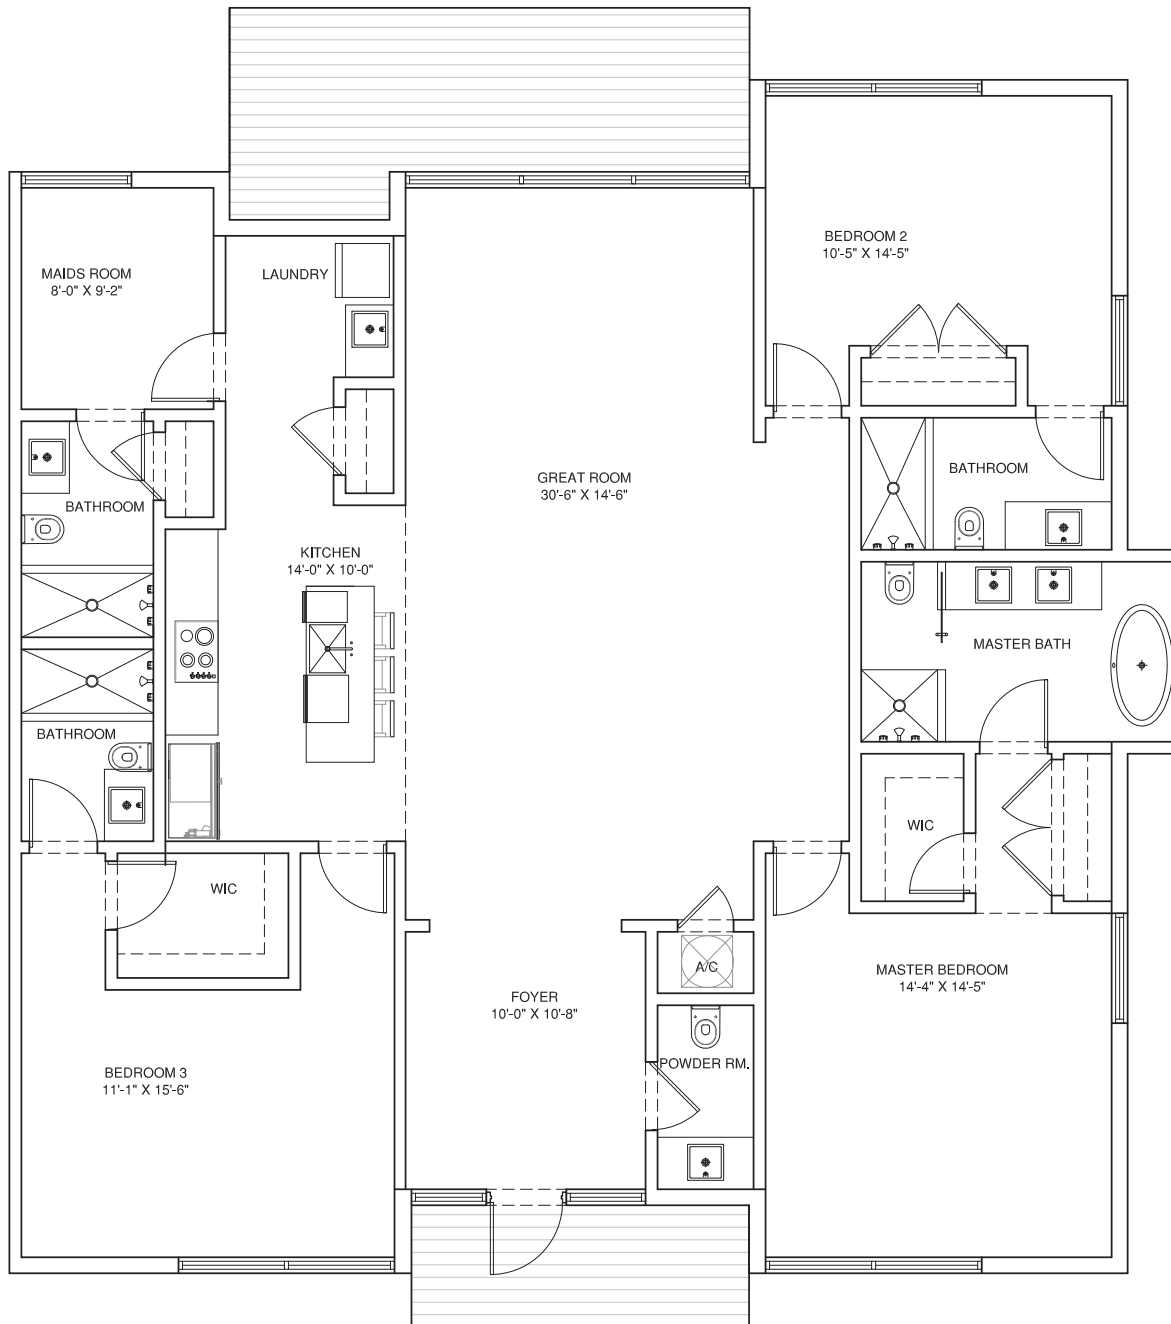 BEDROOM 2
10'-5" X 14'-5"
MAIDS ROOM
8'-0" X 9'-2"
LAUNDRY
GREAT ROOM
30'-6" X 14'-6"
BATHROOM
BATHROOM
KITCHEN
14'-0" X 10'-0"
MASTER BATH
BATHROOM
WIC
WIC
A/C
MASTER BEDROOM
14'-4" X 14'-5"
FOYER
10'-0" X 10'-8"
POWDER RM.
BEDROOM 3
11'-1" X 15'-6"